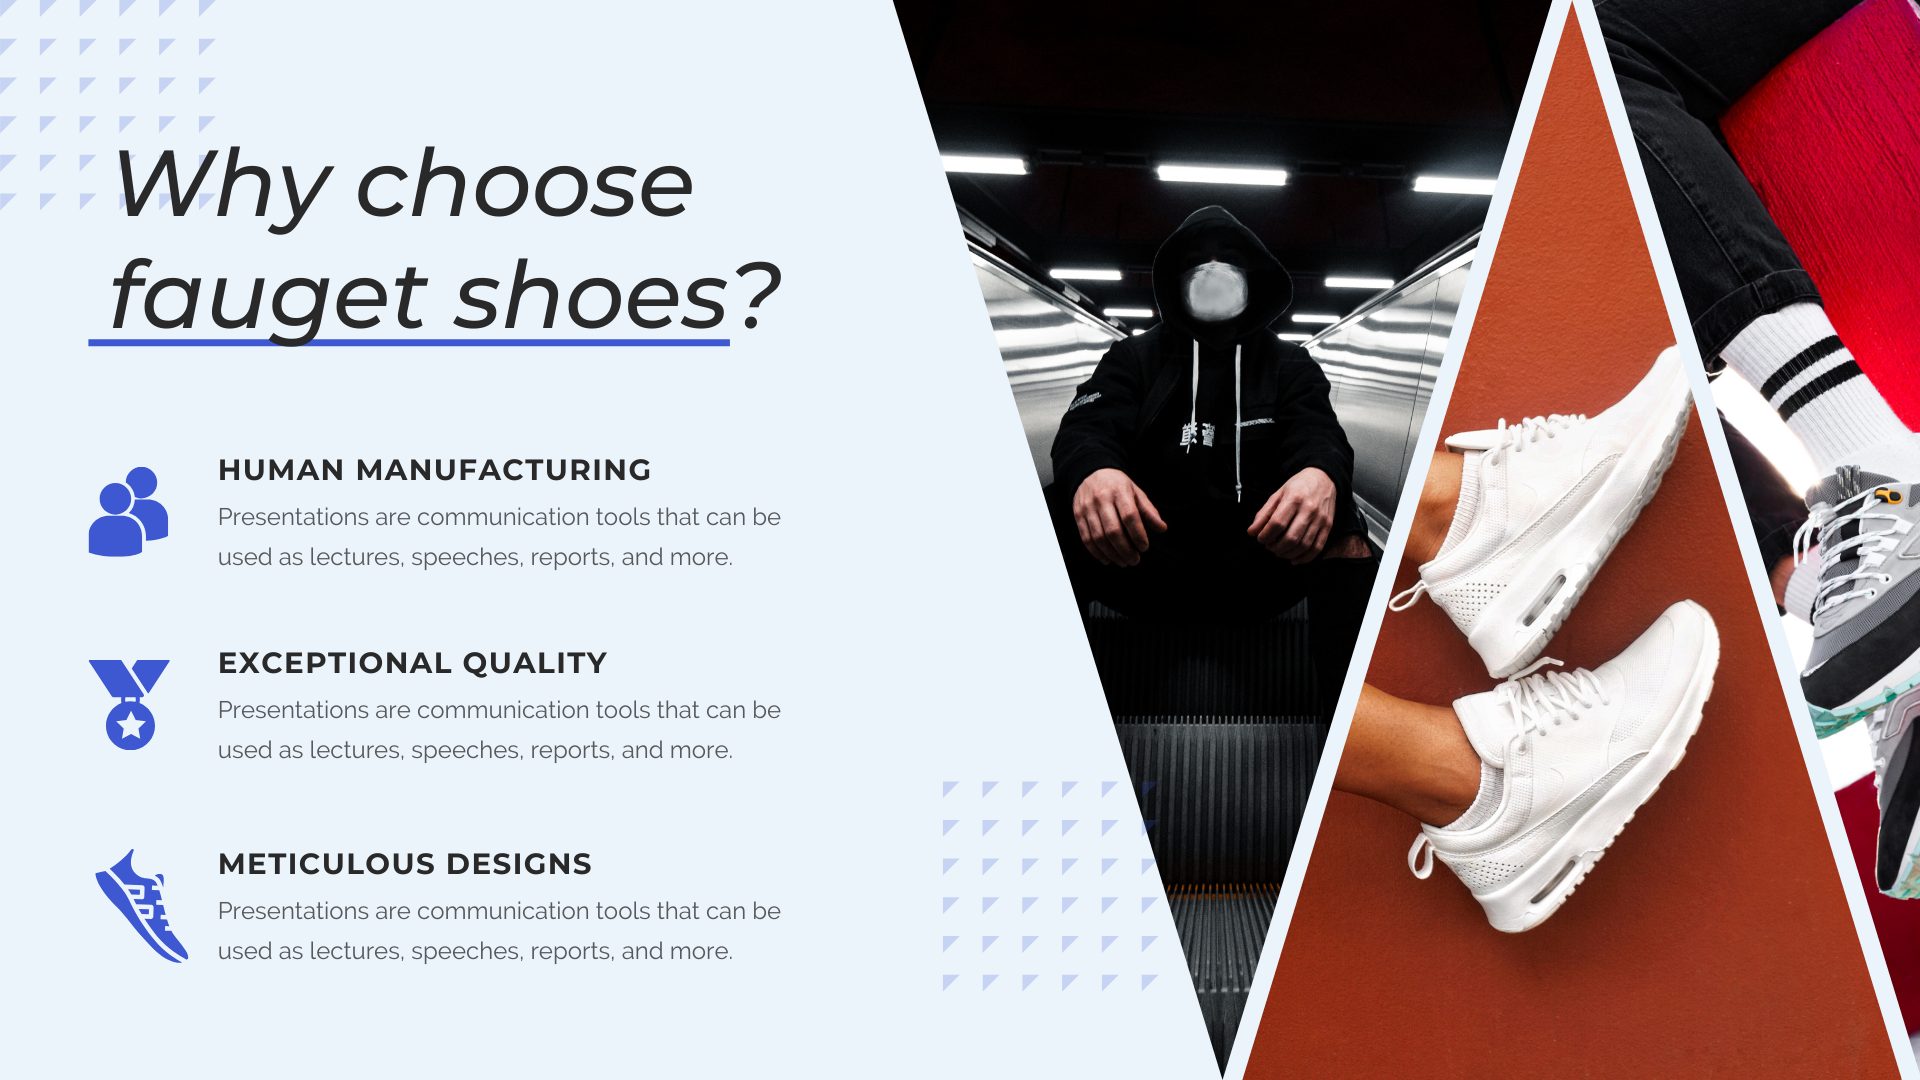 Why choose
fauget shoes?
HUMAN MANUFACTURING
Presentations are communication tools that can be
used as lectures, speeches, reports, and more.
EXCEPTIONAL QUALITY
Presentations are communication tools that can be
used as lectures, speeches, reports, and more.
METICULOUS DESIGNS
Presentations are communication tools that can be
used as lectures, speeches, reports, and more.